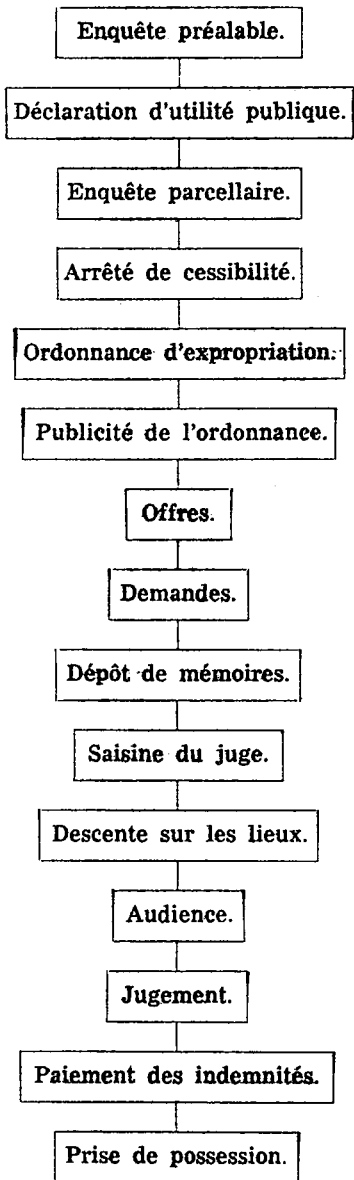 Enquête préalable.
Déclaration d'utilité publique.
Enquête parcellaire.
Arrêté de cessibilité.
Ordonnance d'expropriation.
Publicité de l'ordonnance.
Offres.
Demandes.
Dépôt de mémoires.
Saisine du juge.
Descente sur les lieux.
Audience.
Jugement.
Paiement des indemnités.
Prise de possession.